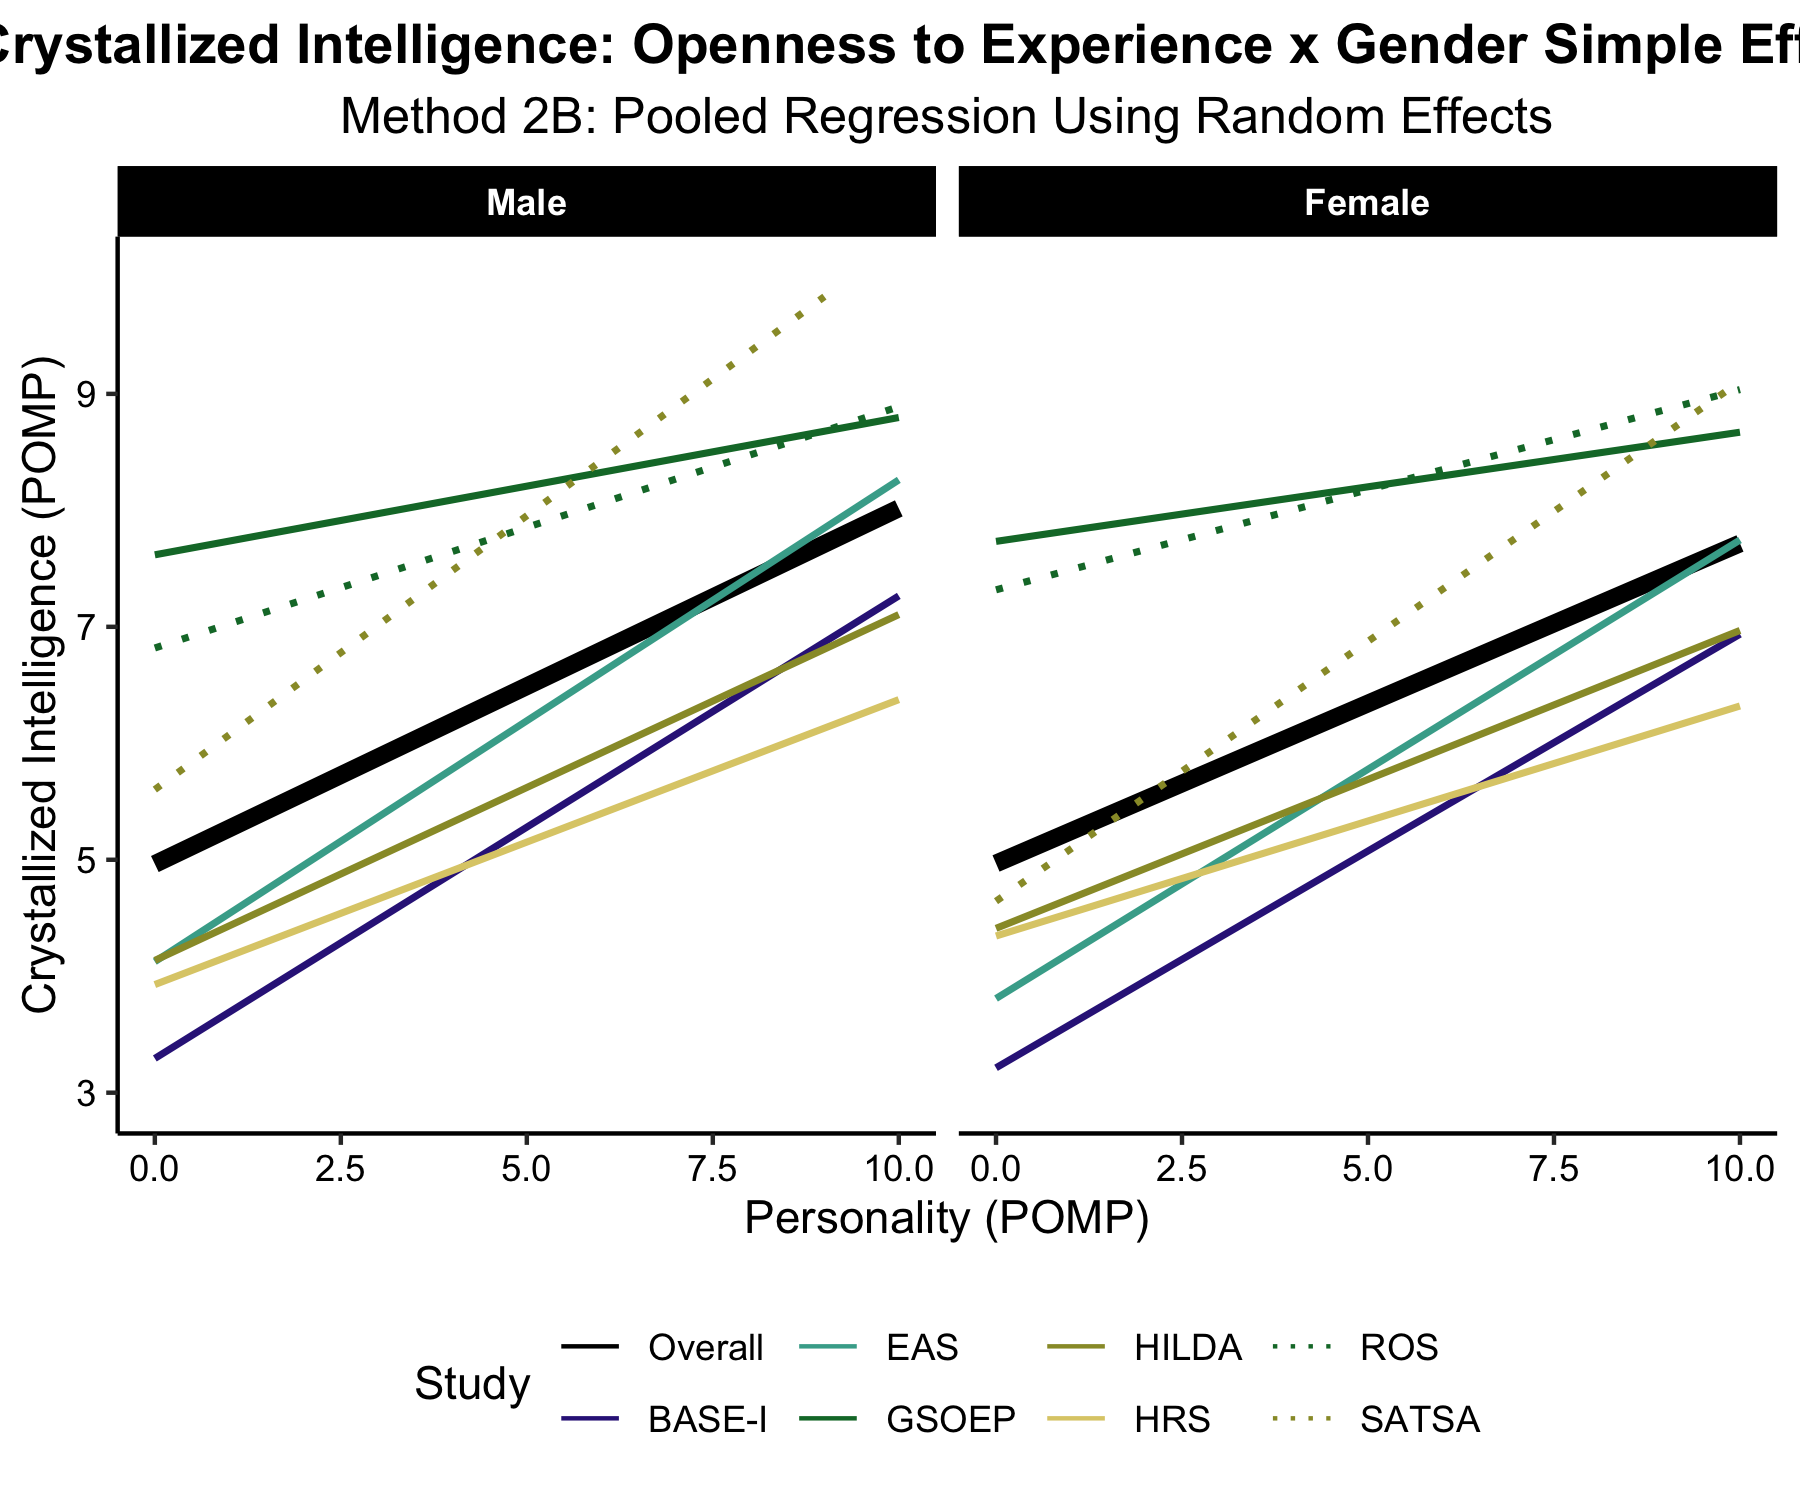 Crystallized Intelligence: Openness to Experience x Gender Simple Eff
Method 2B: Pooled Regression Using Random Effects
Male
Female
Crystallized Intelligence (POMP)
9
7
5
3
0.0 2.5 5.0 7.5 10.0 0.0 2.5 5.0 7.5 10.0
Personality (POMP)
Study
Overall EAS HILDA ROS
BASE-I GSOEP HRS SATSA